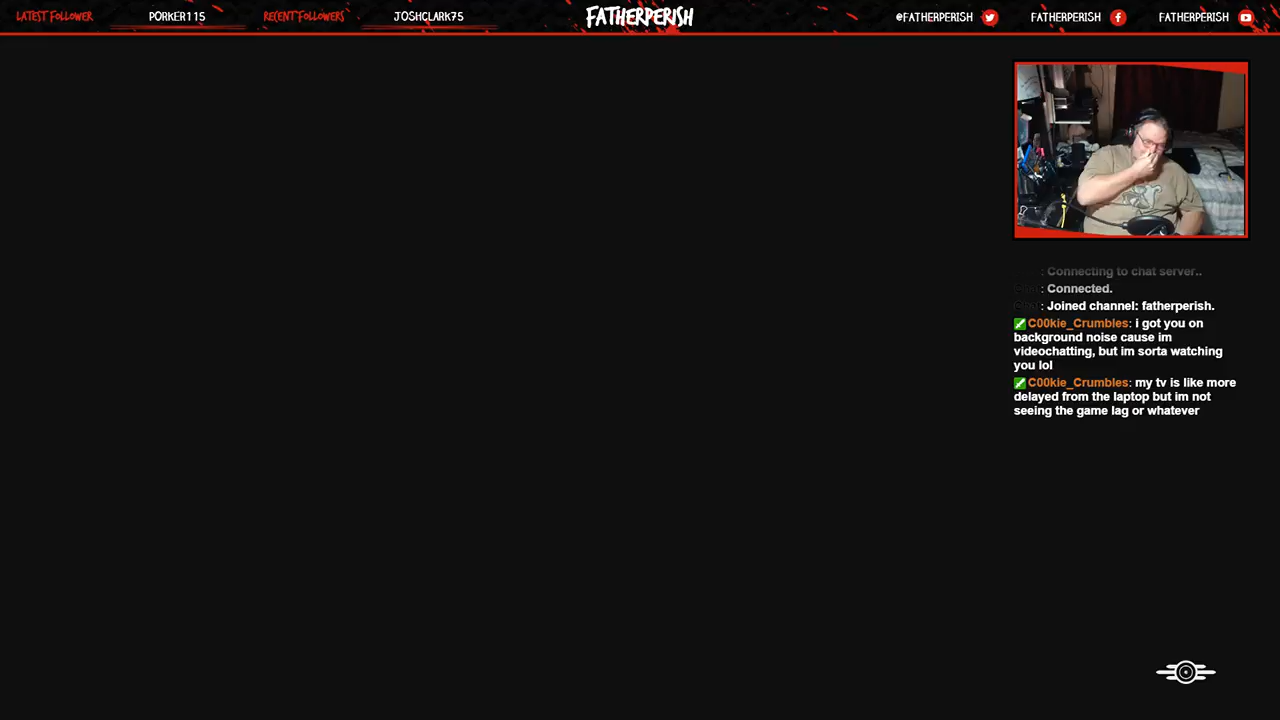 LATEST FOLLOWER PORKER115 RECENT FOLLOWERS JOSHCLARK75 FATHERPERISH @FATHERPERISH FATHERPERISH FATHERPERISH
: Connecting to chat server..
: Connected.
: Joined channel: fatherperish.
C00kie_Crumbles: i got you on
background noise cause im
videochatting, but im sorta watching
you lol
C00kie_Crumbles: my tv is like more
delayed from the laptop but im not
seeing the game lag or whatever